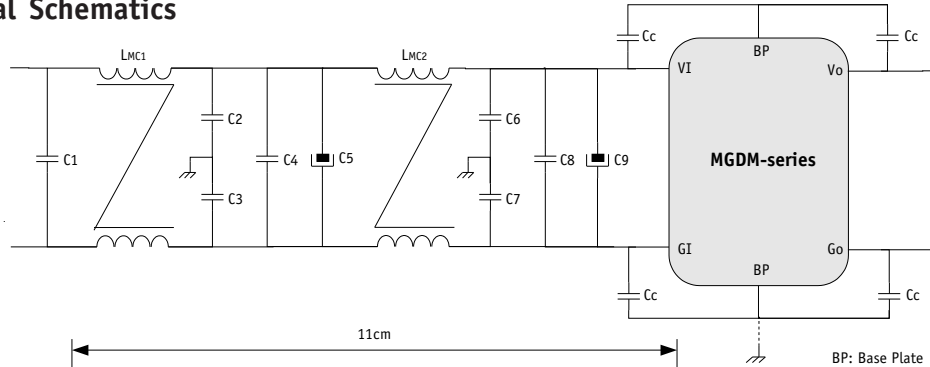 al Schematics
Cc
Cc
LMC1
LMC2
BP
VI
Vo
C2
C6
C1
C4
C5
C8
C9
MGDM-series
C3
C7
GI
Go
BP
Cc
Cc
11cm
BP: Base Plate